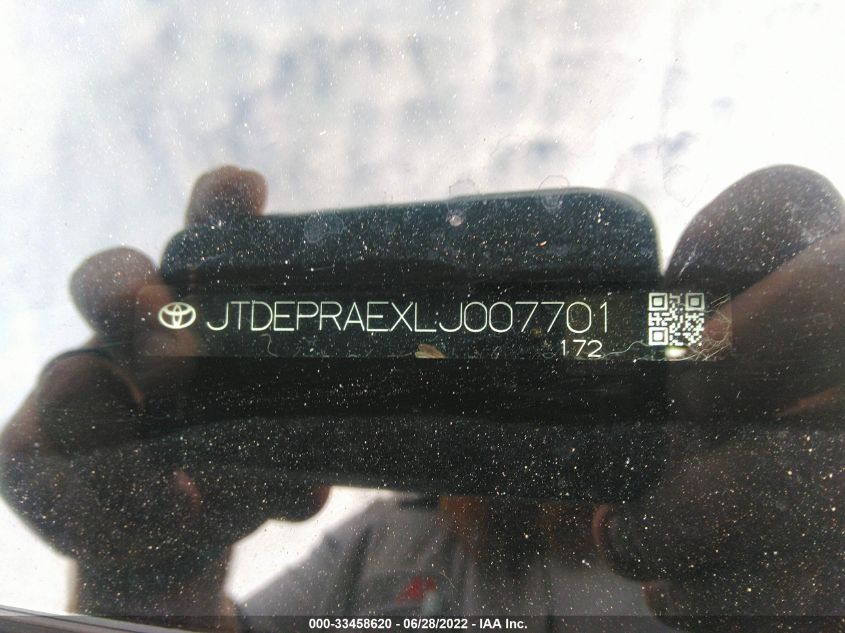 JTDEPRAEXLJ007701
172
000-33458620 - 06/28/2022 - IAA Inc.